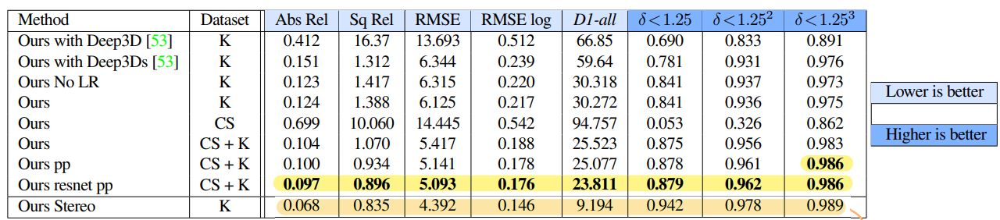 Method Dataset Abs Rel Sq Rel RMSE RMSE log D1-all δ<1.25 δ<1.25² δ<1.25³
Ours with Deep3D [53] K 0.412 16.37 13.693 0.512 66.85 0.690 0.833 0.891
Ours with Deep3Ds [53] K 0.151 1.312 6.344 0.239 59.64 0.781 0.931 0.976
Ours No LR K 0.123 1.417 6.315 0.220 30.318 0.841 0.937 0.973
Ours K 0.124 1.388 6.125 0.217 30.272 0.841 0.936 0.975
Ours CS 0.699 10.060 14.445 0.542 94.757 0.053 0.326 0.862
Ours CS + K 0.104 1.070 5.417 0.188 25.523 0.875 0.956 0.983
Ours pp CS + K 0.100 0.934 5.141 0.178 25.077 0.878 0.961 0.986
Ours resnet pp CS + K 0.097 0.896 5.093 0.176 23.811 0.879 0.962 0.986
Ours Stereo K 0.068 0.835 4.392 0.146 9.194 0.942 0.978 0.989
Lower is better
Higher is better